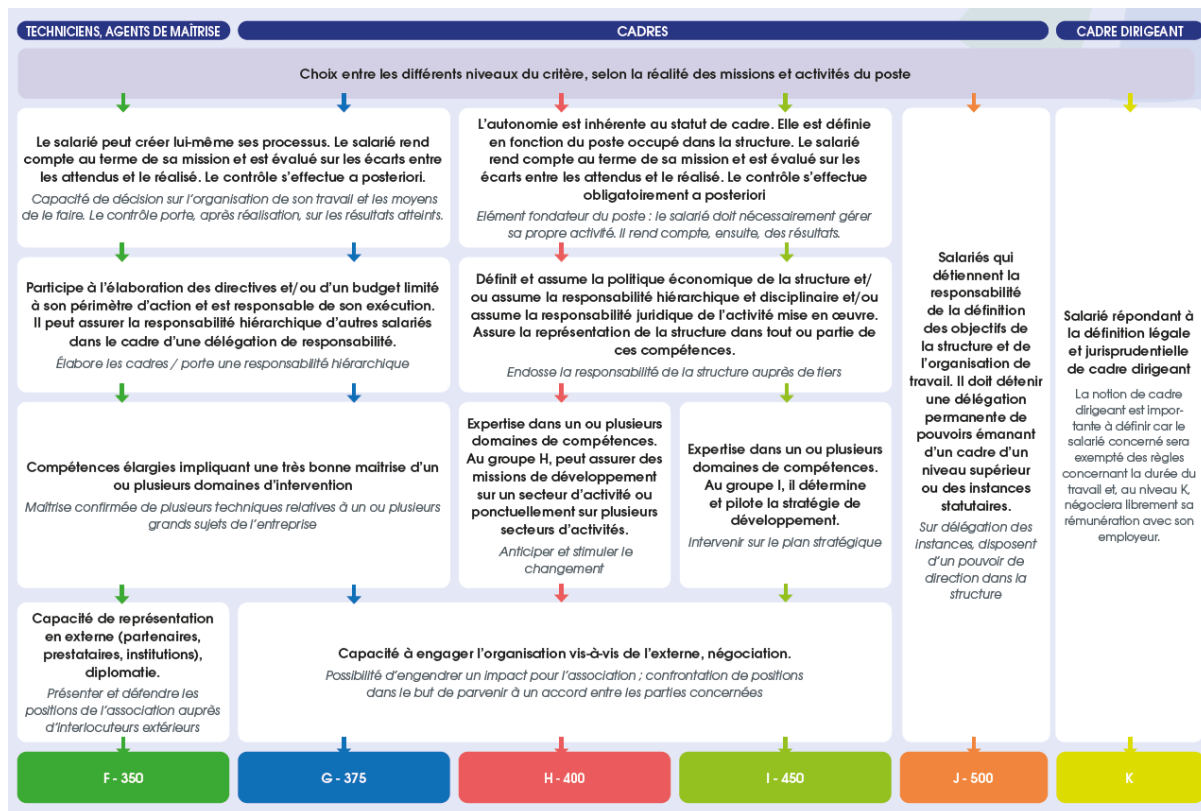 TECHNICIENS, AGENTS DE MAÎTRISE
CADRES
CADRE DIRIGEANT
Choix entre les différents niveaux du critère, selon la réalité des missions et activités du poste
Le salarié peut créer lui-même ses processus. Le salarié rend
compte au terme de sa mission et est évalué sur les écarts entre
les attendus et le réalisé. Le contrôle s'effectue a posteriori.
Capacité de décision sur l'organisation de son travail et les moyens
de le faire. Le contrôle porte, après réalisation, sur les résultats atteints.
L'autonomie est inhérente au statut de cadre. Elle est définie
en fonction du poste occupé dans la structure. Le salarié
rend compte au terme de sa mission et est évalué sur les
écarts entre les attendus et le réalisé. Le contrôle s'effectue
obligatoirement a posteriori
Elément fondateur du poste : le salarié doit nécessairement gérer
sa propre activité. Il rend compte, ensuite, des résultats.
Participe à l'élaboration des directives et/ou d'un budget limité
à son périmètre d'action et est responsable de son exécution.
Il peut assurer la responsabilité hiérarchique d'autres salariés
dans le cadre d'une délégation de responsabilité.
Élabore les cadres / porte une responsabilité hiérarchique
Définit et assume la politique économique de la structure et/
ou assume la responsabilité hiérarchique et disciplinaire et/ou
assume la responsabilité juridique de l'activité mise en œuvre.
Assure la représentation de la structure dans tout ou partie de
ces compétences.
Endosse la responsabilité de la structure auprès de tiers
Compétences élargies impliquant une très bonne maitrise d'un
ou plusieurs domaines d'intervention
Maîtrise confirmée de plusieurs techniques relatives à un ou plusieurs
grands sujets de l'entreprise
Expertise dans un ou plusieurs
domaines de compétences.
Au groupe H, peut assurer des
missions de développement
sur un secteur d'activité ou
ponctuellement sur plusieurs
secteurs d'activités.
Anticiper et stimuler le
changement
Expertise dans un ou plusieurs
domaines de compétences.
Au groupe I, il détermine
et pilote la stratégie de
développement.
Intervenir sur le plan stratégique
Salariés qui
détiennent la
responsabilité
de la définition
des objectifs de
la structure et de
l'organisation de
travail. Il doit détenir
une délégation
permanente de
pouvoirs émanant
d'un cadre d'un
niveau supérieur
ou des instances
statutaires.
Sur délégation des
instances, disposent
d'un pouvoir de
direction dans la
structure
Salarié répondant à
la définition légale
et jurisprudentielle
de cadre dirigeant
La notion de cadre
dirigeant est impor-
tante à définir car le
salarié concerné sera
exempté des règles
concernant la durée du
travail et, au niveau K,
négociera librement sa
rémunération avec son
employeur.
Capacité de représentation
en externe (partenaires,
prestataires, institutions),
diplomatie.
Présenter et défendre les
positions de l'association auprès
d'interlocuteurs extérieurs
Capacité à engager l'organisation vis-à-vis de l'externe, négociation.
Possibilité d'engendrer un impact pour l'association ; confrontation de positions
dans le but de parvenir à un accord entre les parties concernées
F - 350
G - 375
H - 400
I - 450
J - 500
K